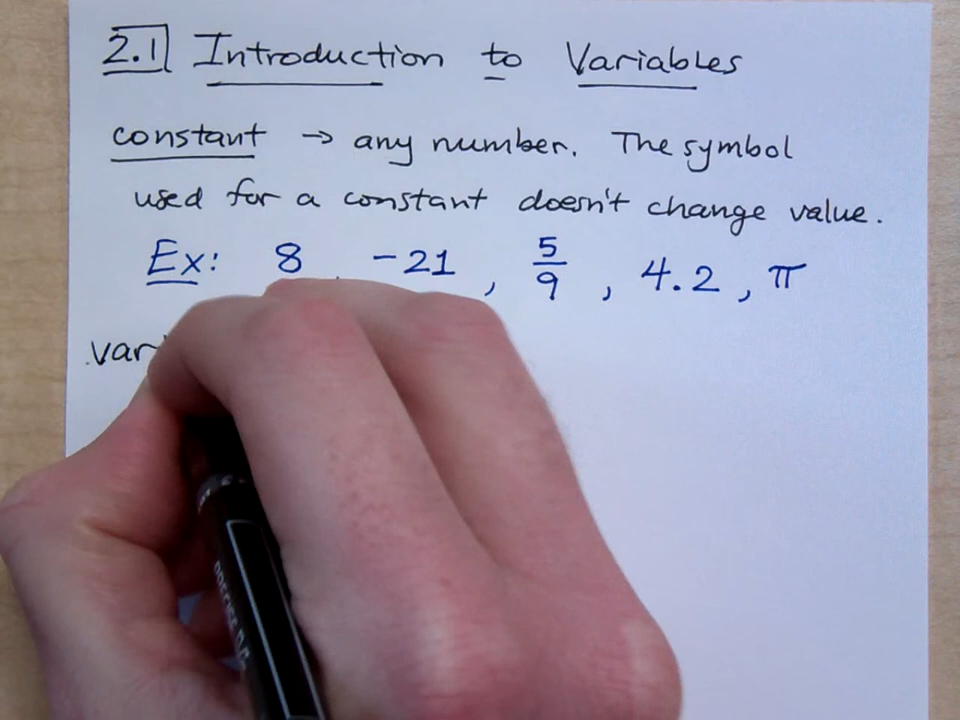 2.1 Introduction to Variables
constant → any number. The symbol
used for a constant doesn't change value.
Ex: 8, -21, 5/9, 4.2, π
var